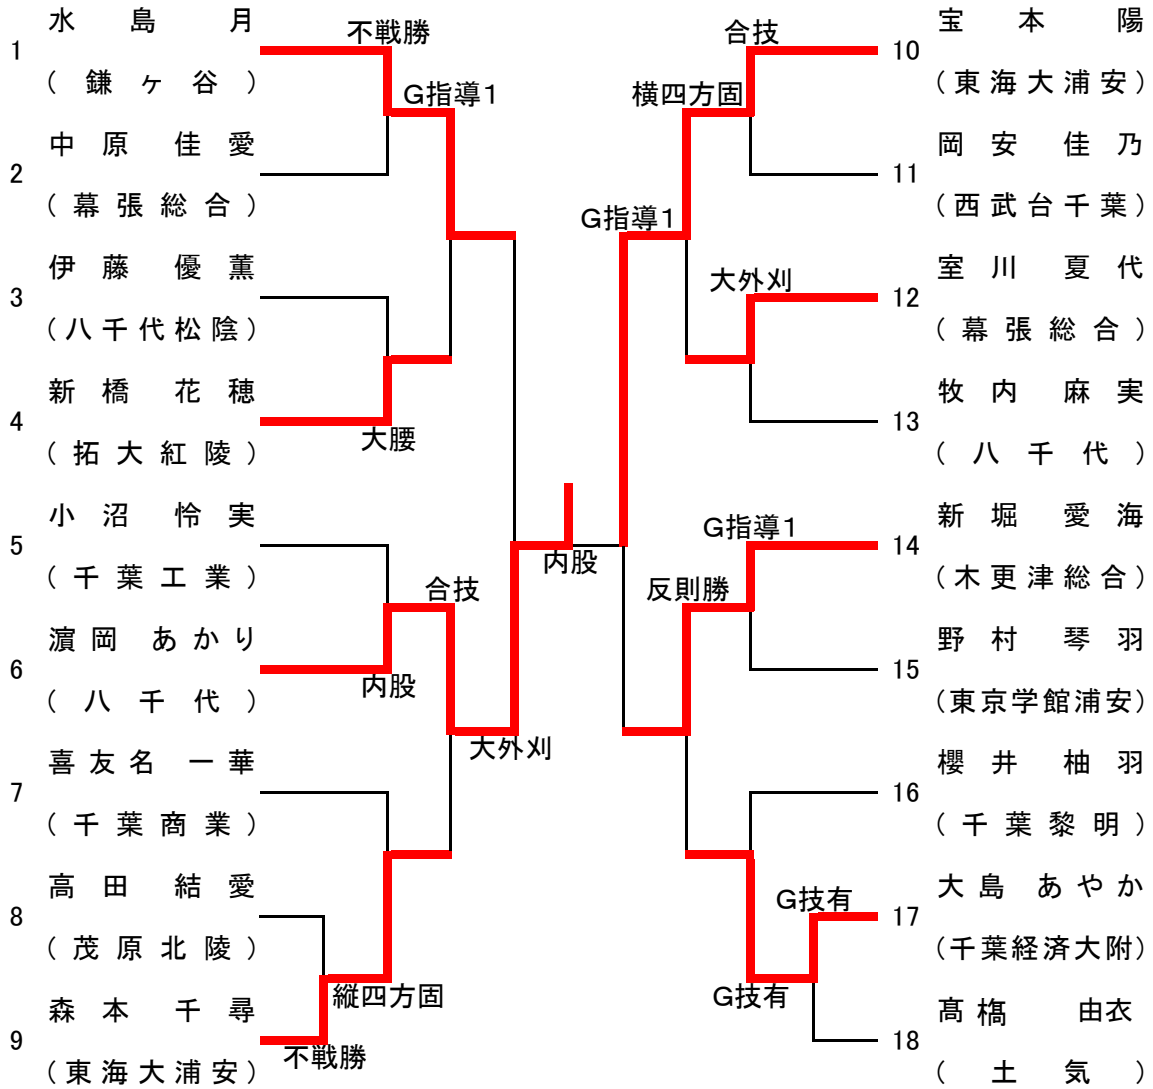 水島月
1
(鎌ヶ谷)
不戦勝
G指導1
中原佳愛
2
(幕張総合)
伊藤優薫
3
(八千代松陰)
新橋花穂
4
(拓大紅陵)
大腰
小沼怜実
5
(千葉工業)
合技
濵岡あかり
6
(八千代)
内股
大外刈
喜友名一華
7
(千葉商業)
高田結愛
8
(茂原北陵)
縦四方固
森本千尋
9
(東海大浦安)
不戦勝
内股
宝本陽
合技
10
(東海大浦安)
横四方固
岡安佳乃
11
(西武台千葉)
G指導1
室川夏代
大外刈
12
(幕張総合)
牧内麻実
13
(八千代)
新堀愛海
G指導1
14
(木更津総合)
反則勝
野村琴羽
15
(東京学館浦安)
櫻井柚羽
16
(千葉黎明)
大島あやか
G技有
17
(千葉経済大附)
G技有
髙橋由衣
18
(土気)